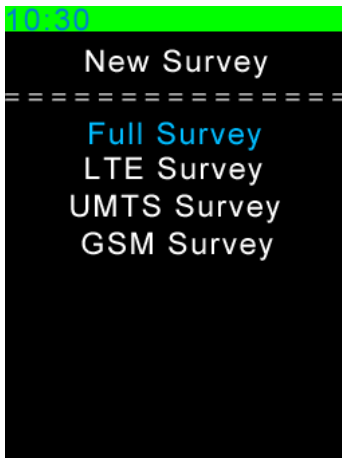 10:30
New Survey
===============
Full Survey
LTE Survey
UMTS Survey
GSM Survey